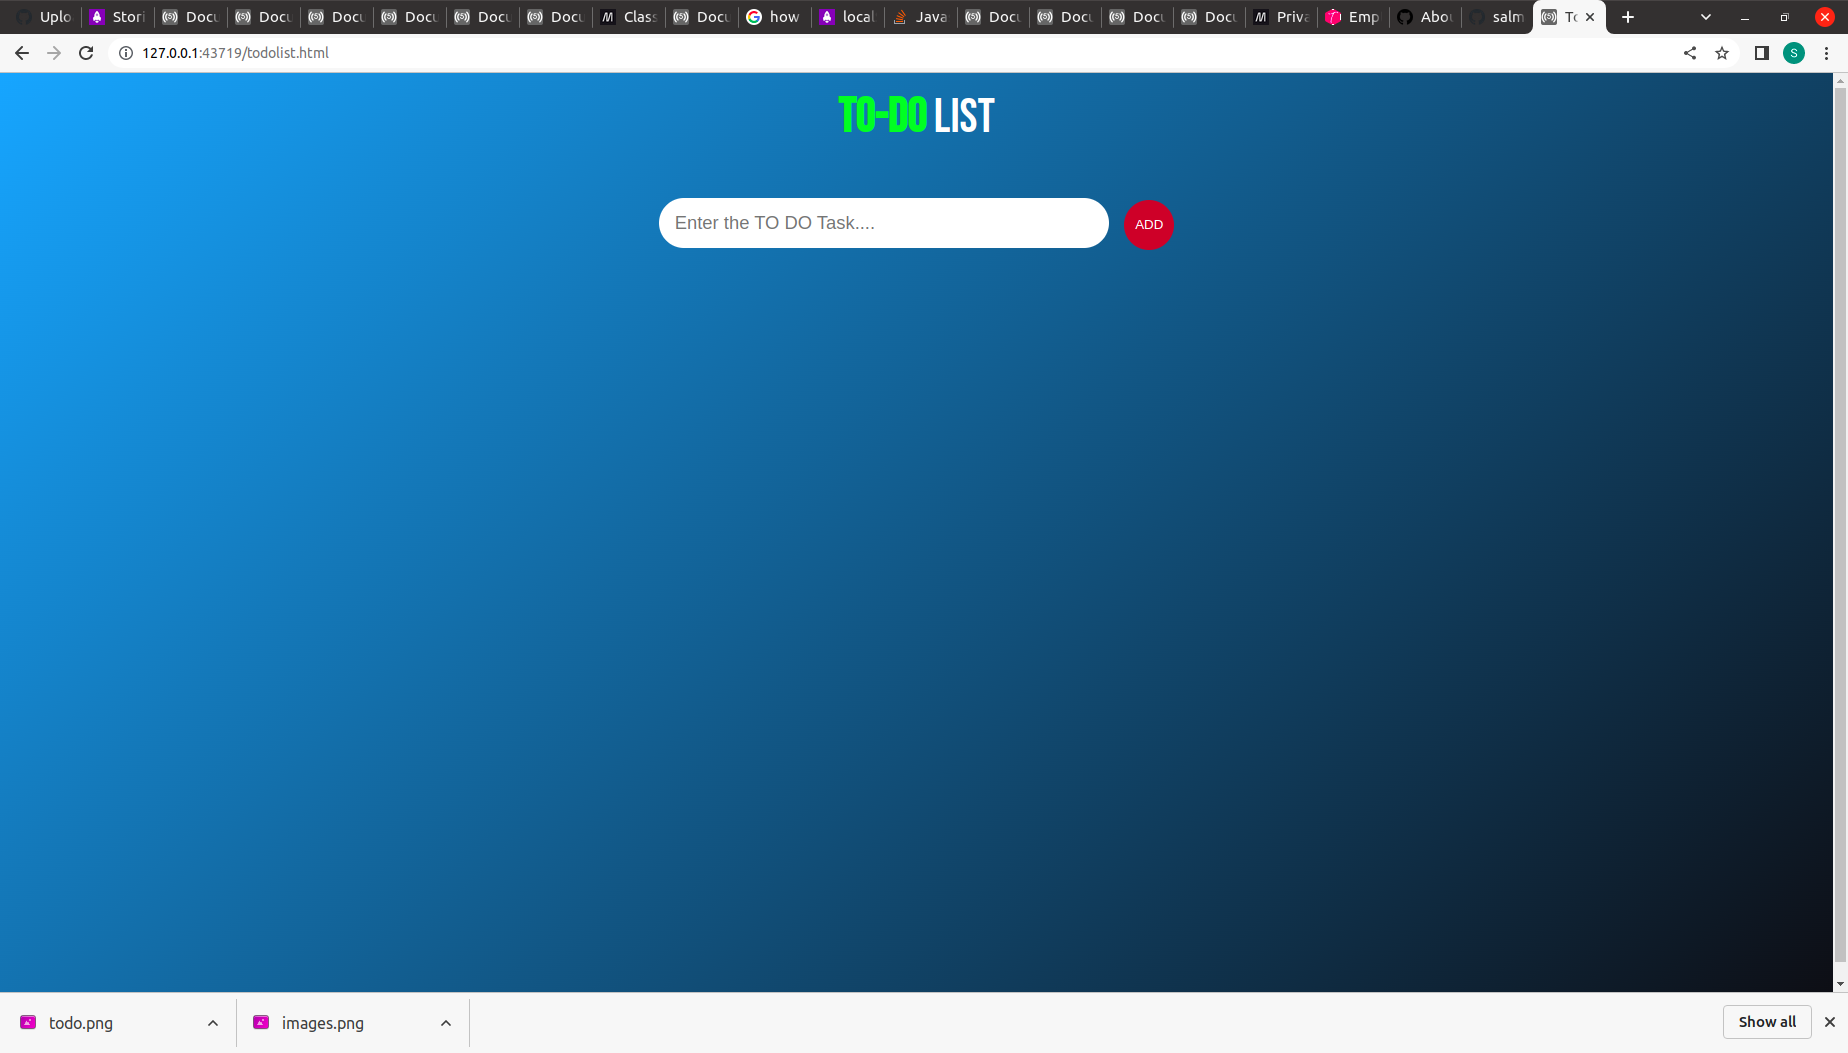 Uplo Stori Docu Docu Docu Docu Docu Docu Class Docu how local Java Docu Docu Docu Docu Priva Emp Abou salm To
127.0.0.1:43719/todolist.html S
TO-DO LIST
Enter the TO DO Task.... ADD
todo.png images.png Show all